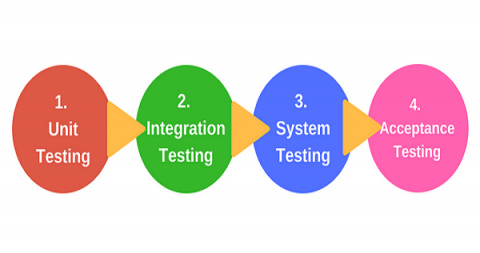 1.
Unit
Testing
2.
Integration
Testing
3.
System
Testing
4.
Acceptance
Testing